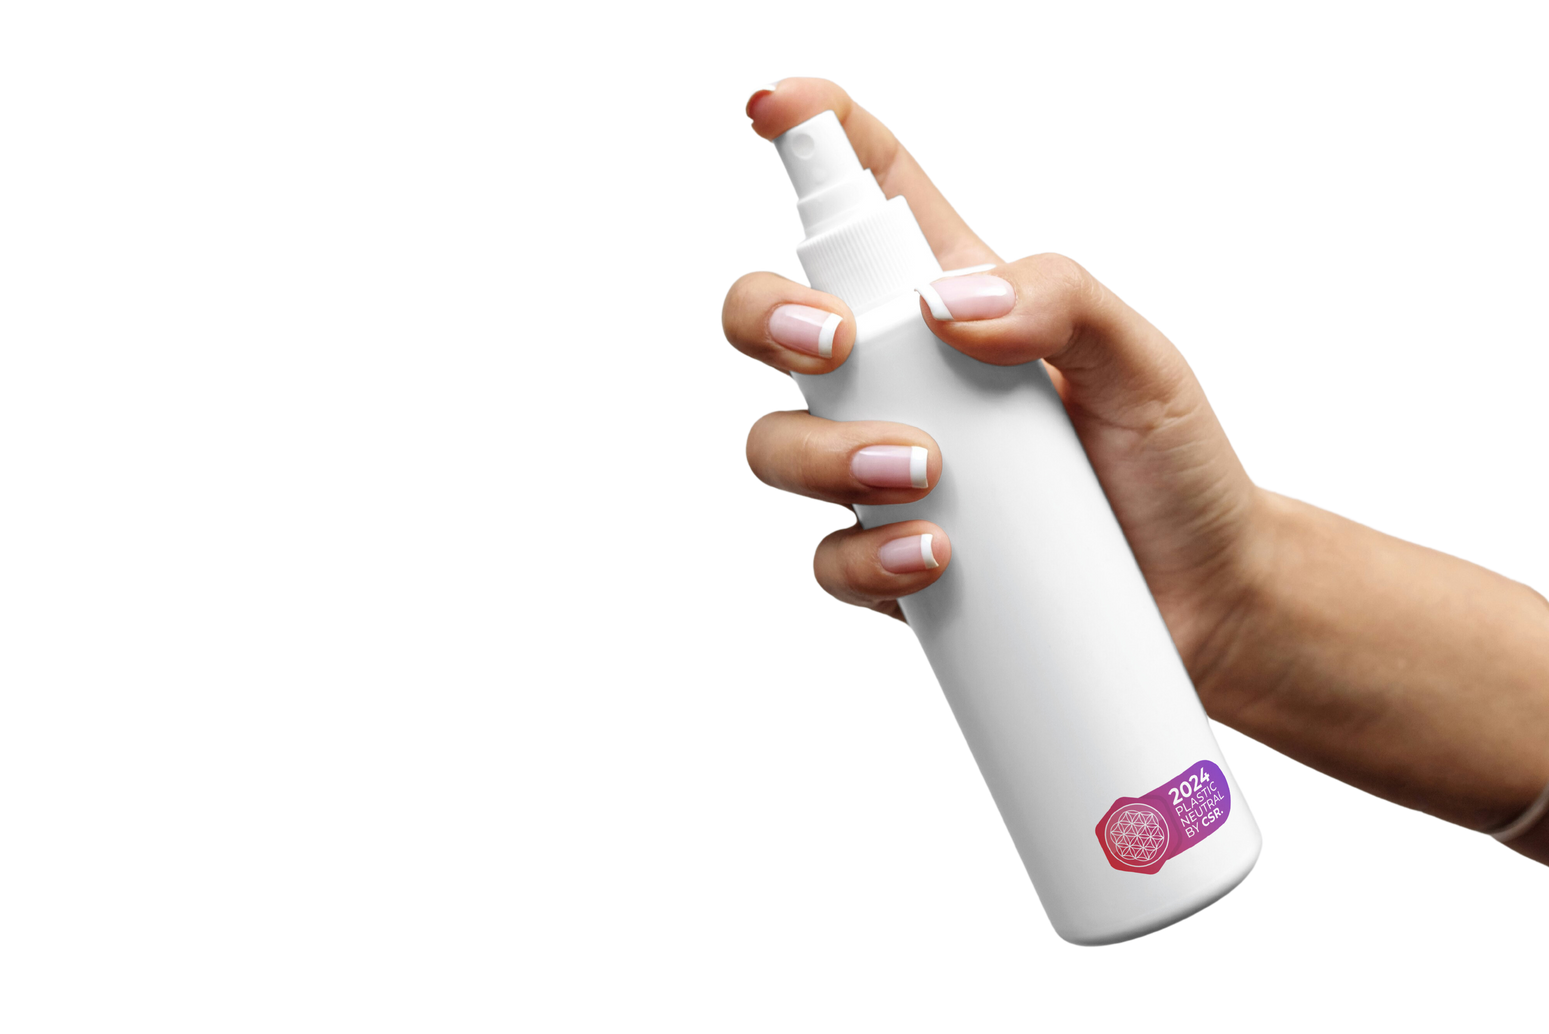 2024
PLASTIC
NEUTRAL
BY CSR.